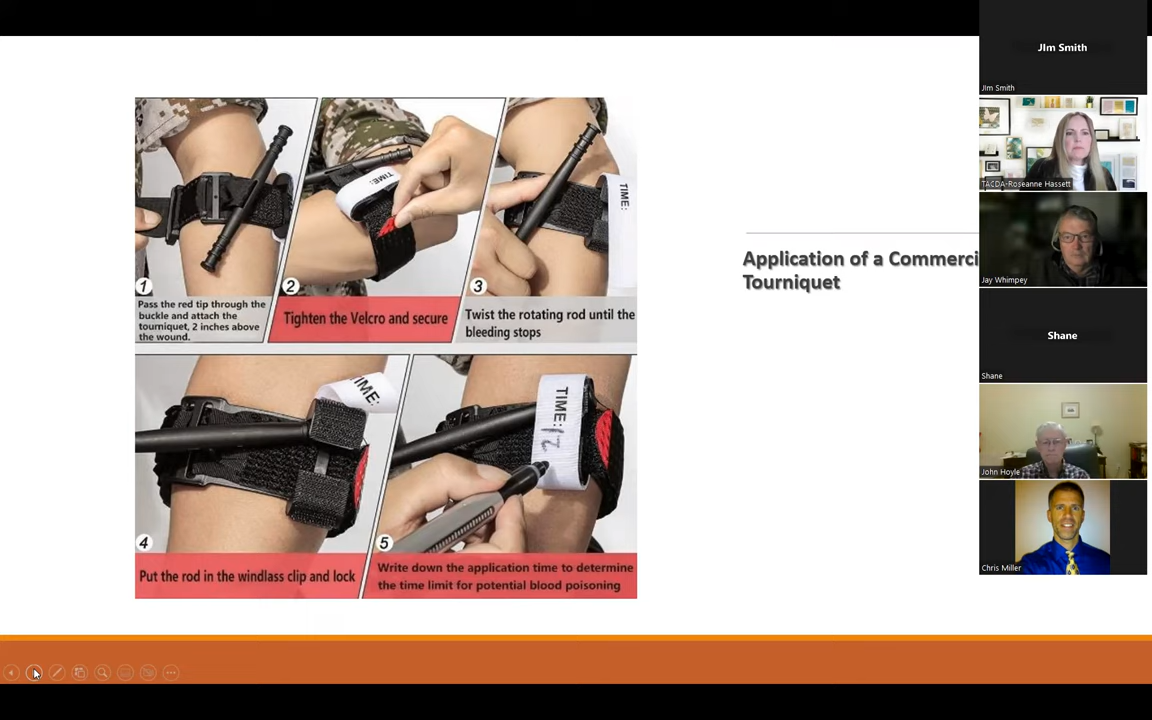 TIME:
TIME:
1
Pass the red tip through the
buckle and attach the
tourniquet, 2 inches above
the wound.
2
Tighten the Velcro and secure
3
Twist the rotating rod until the
bleeding stops
TIME:
4
Put the rod in the windlass clip and lock
TIME: 12
5
Write down the application time to determine
the time limit for potential blood poisoning
Application of a Commerci
Tourniquet
JIm Smith
JIm Smith
TACDA-Roseanne Hassett
Jay Whimpey
Shane
Shane
John Hoyle
Chris Miller